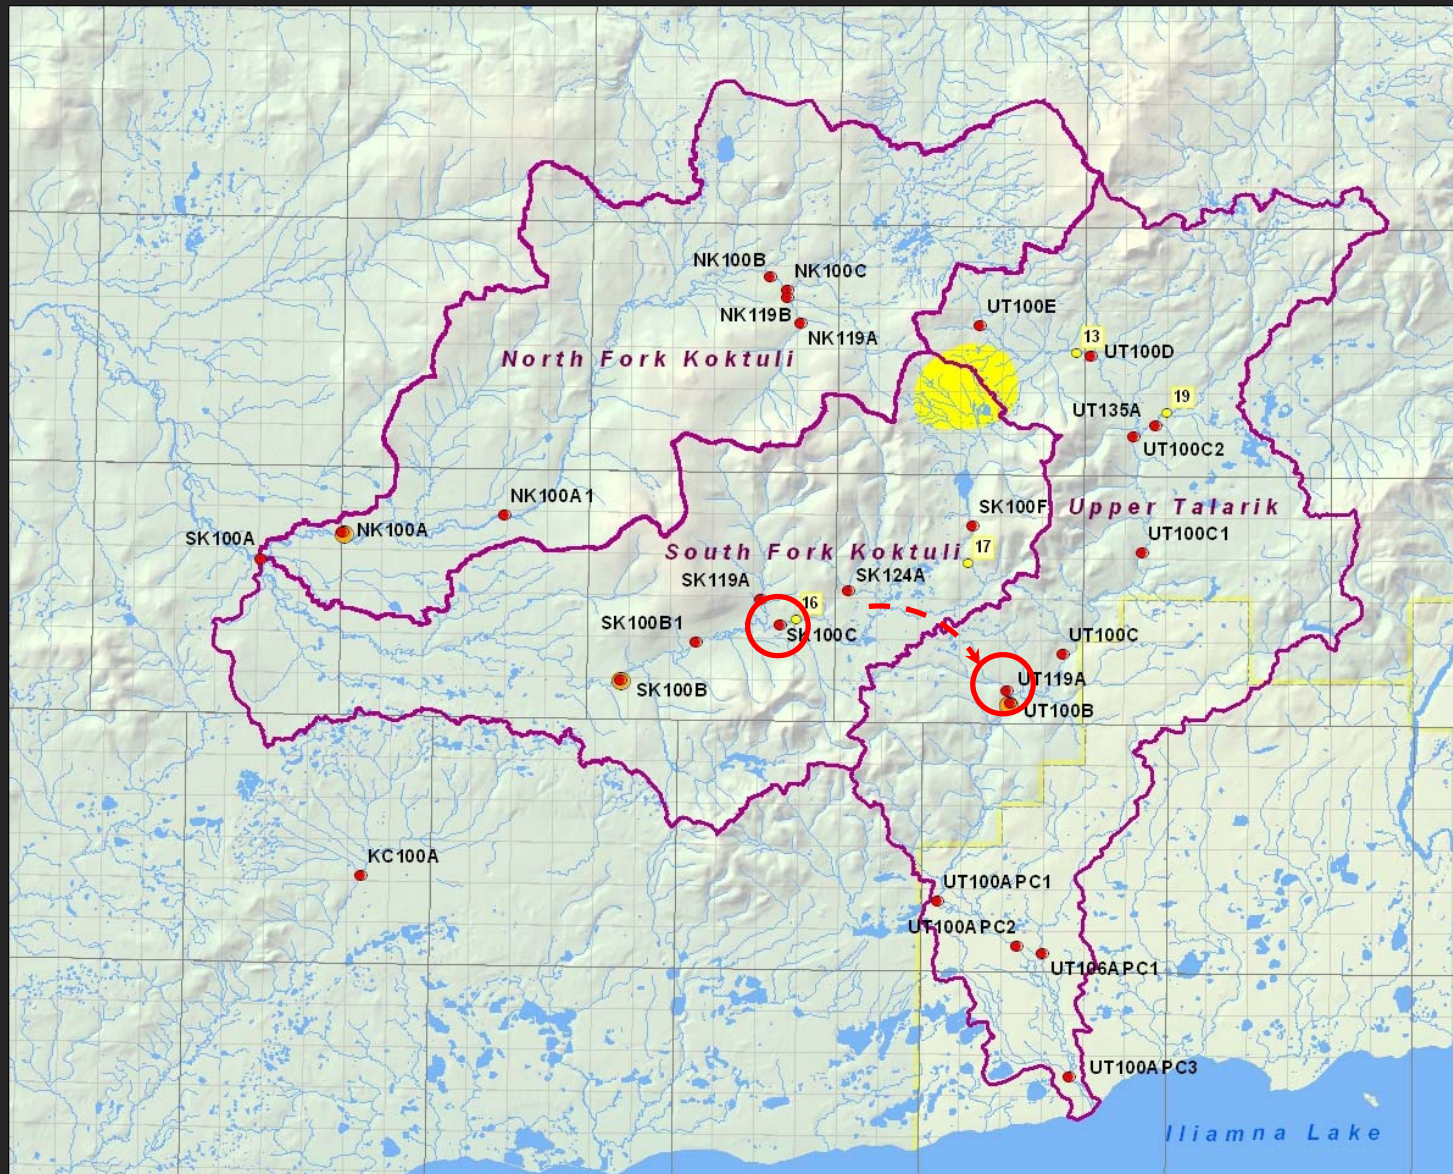 NK100B
NK100C
NK119B
NK119A
UT100E
13
UT100D
North Fork Koktuli
19
UT135A
UT100C2
NK100A1
SK100F
Upper Talarik
SK100A
NK100A
UT100C1
South Fork Koktuli
17
SK119A
SK124A
16
SK100B1
SK100C
UT100C
UT119A
SK100B
UT100B
KC100A
UT100APC1
UT100APC2
UT106APC1
UT100APC3
Iliamna Lake